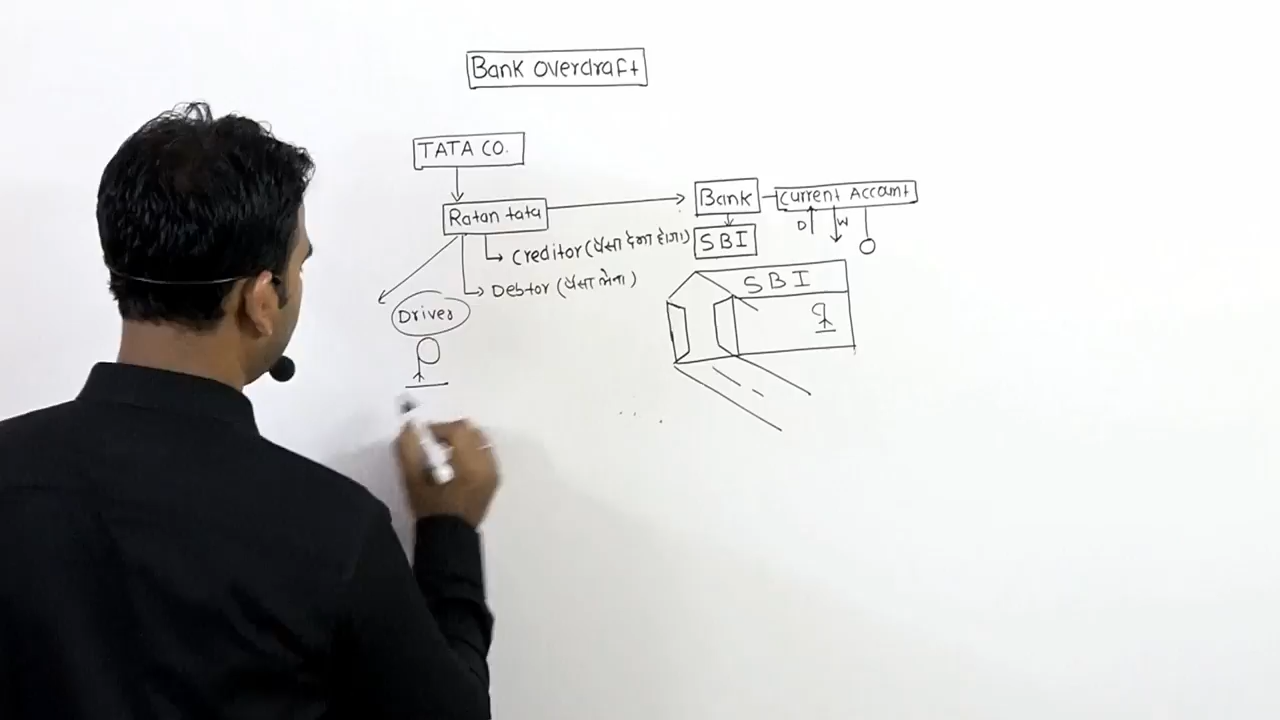 Bank overdraft
TATA CO.
Ratan tata
Bank
Current Account
D
W
SBI
Creditor (पैसा देना होगा)
Debtor (पैसा लेना)
SBI
Driver